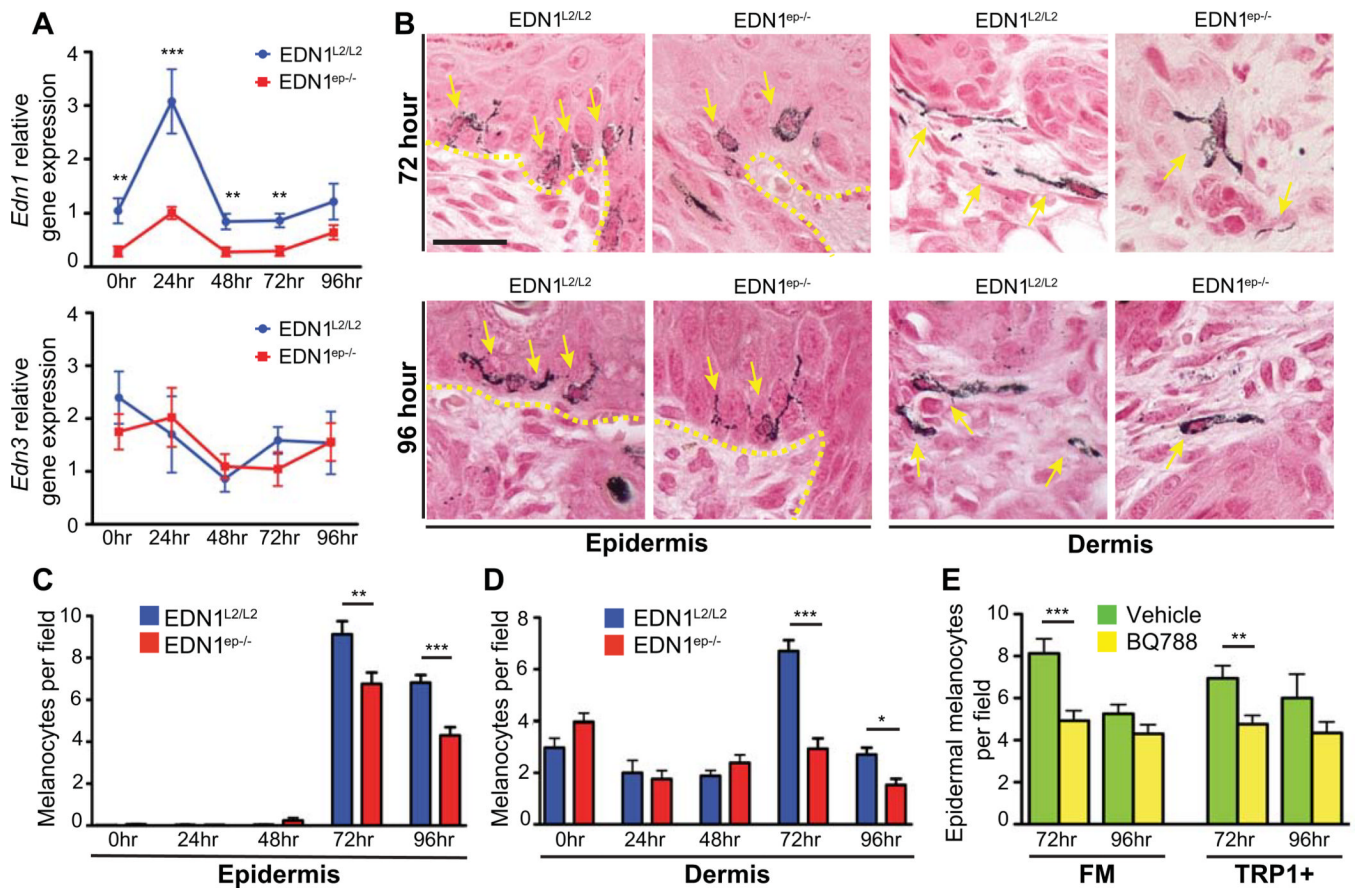 A
Edn1 relative
gene expression
4
3
2
1
0
***
**
**
**
EDN1L2/L2
EDN1ep-/-
0hr 24hr 48hr 72hr 96hr
Edn3 relative
gene expression
4
3
2
1
0
EDN1L2/L2
EDN1ep-/-
0hr 24hr 48hr 72hr 96hr
B
EDN1L2/L2 EDN1ep-/- EDN1L2/L2 EDN1ep-/-
72 hour
EDN1L2/L2 EDN1ep-/- EDN1L2/L2 EDN1ep-/-
96 hour
Epidermis Dermis
C
Melanocytes per field
10
8
6
4
2
0
EDN1L2/L2
EDN1ep-/-
**
***
0hr 24hr 48hr 72hr 96hr
Epidermis
D
Melanocytes per field
8
6
4
2
0
EDN1L2/L2
EDN1ep-/-
***
*
0hr 24hr 48hr 72hr 96hr
Dermis
E
Epidermal melanocytes
per field
10
8
6
4
2
0
Vehicle
BQ788
***
**
72hr 96hr 72hr 96hr
FM TRP1+